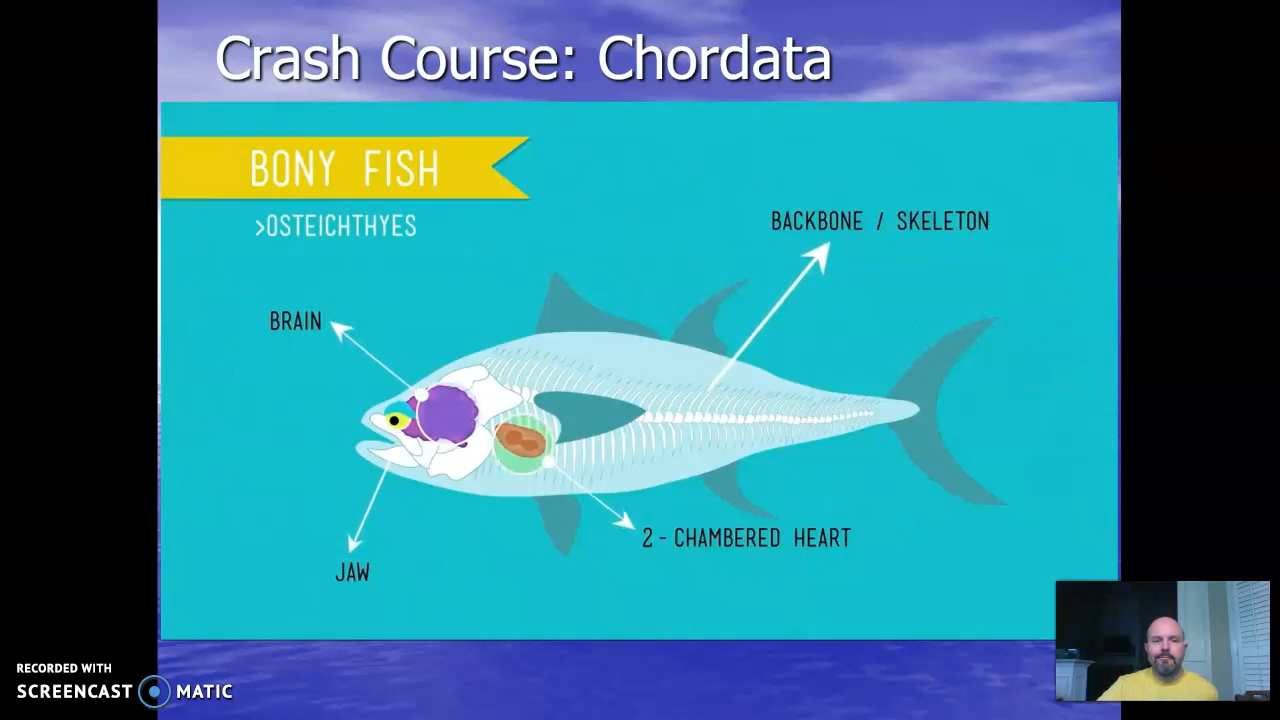 Crash Course: Chordata
BONY FISH
>OSTEICHTHYES
BACKBONE / SKELETON
BRAIN
2 - CHAMBERED HEART
JAW
RECORDED WITH
SCREENCAST MATIC